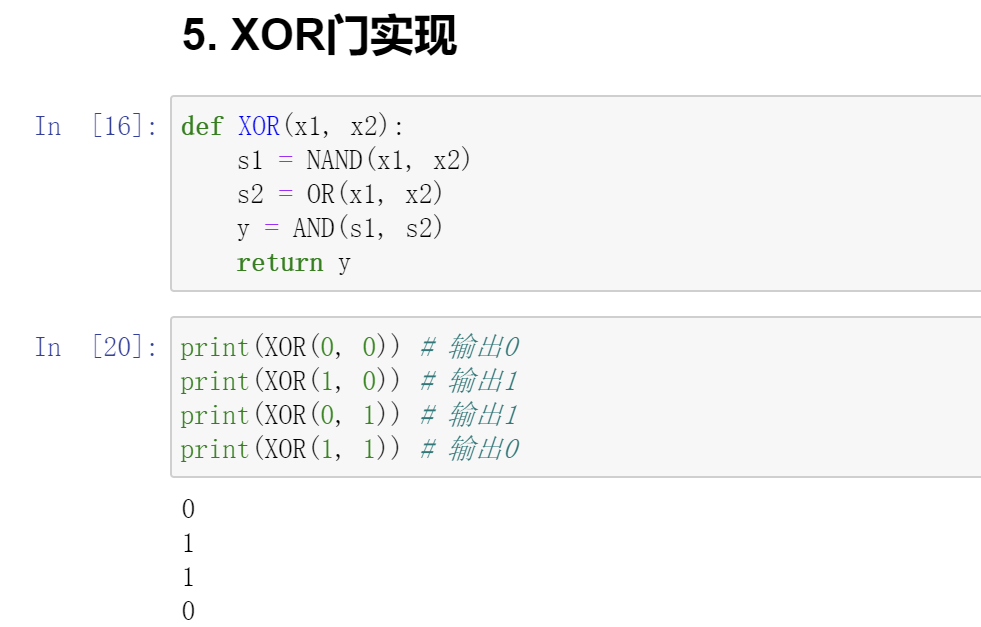 5. XOR门实现
In [16]: def XOR(x1, x2):
    s1 = NAND(x1, x2)
    s2 = OR(x1, x2)
    y = AND(s1, s2)
    return y
In [20]: print(XOR(0, 0)) # 输出0
print(XOR(1, 0)) # 输出1
print(XOR(0, 1)) # 输出1
print(XOR(1, 1)) # 输出0
0
1
1
0